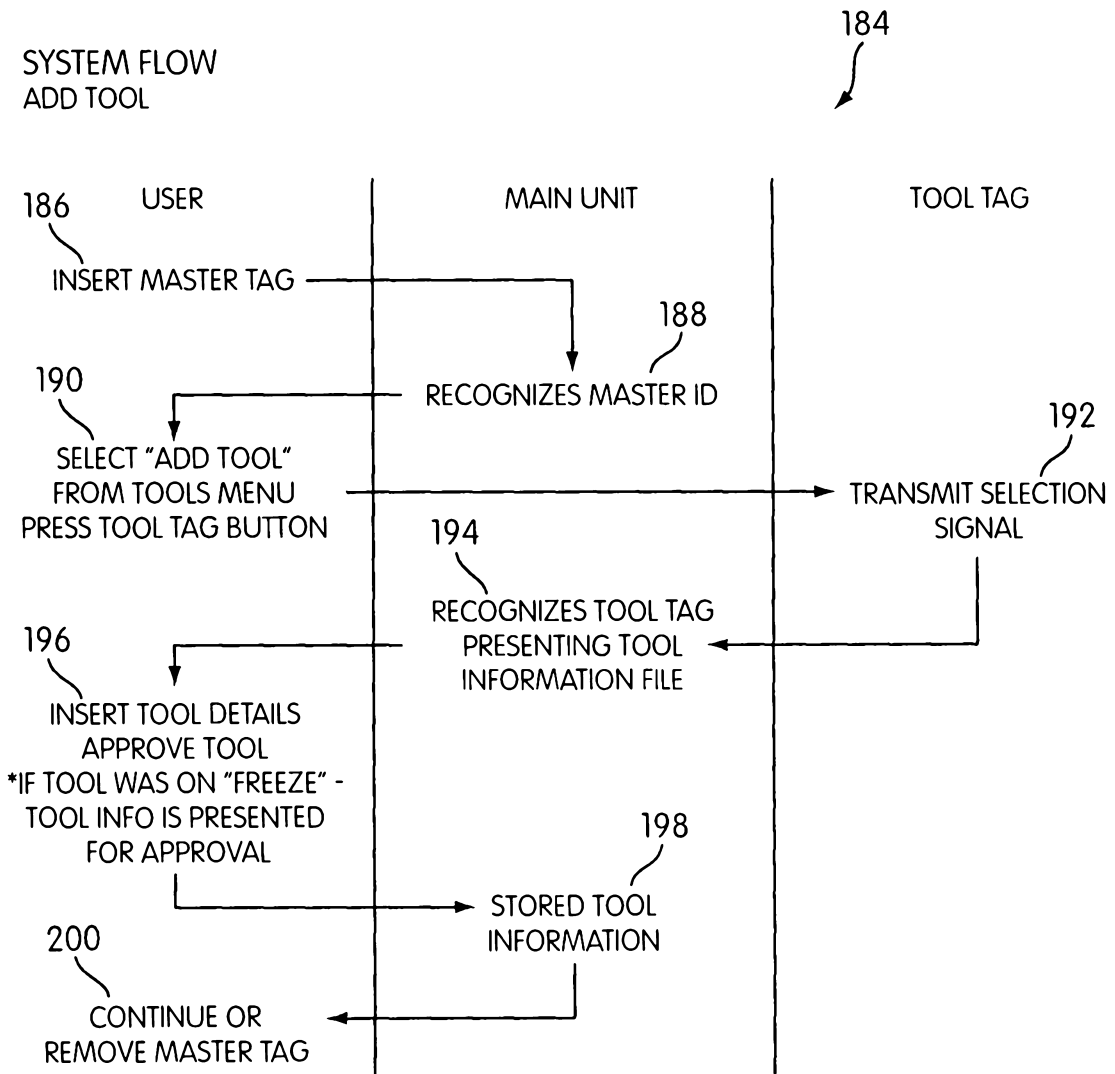 184
SYSTEM FLOW
ADD TOOL
USER
MAIN UNIT
TOOL TAG
186
INSERT MASTER TAG
188
RECOGNIZES MASTER ID
190
SELECT "ADD TOOL"
FROM TOOLS MENU
PRESS TOOL TAG BUTTON
192
TRANSMIT SELECTION
SIGNAL
194
RECOGNIZES TOOL TAG
PRESENTING TOOL
INFORMATION FILE
196
INSERT TOOL DETAILS
APPROVE TOOL
*IF TOOL WAS ON "FREEZE" -
TOOL INFO IS PRESENTED
FOR APPROVAL
198
STORED TOOL
INFORMATION
200
CONTINUE OR
REMOVE MASTER TAG